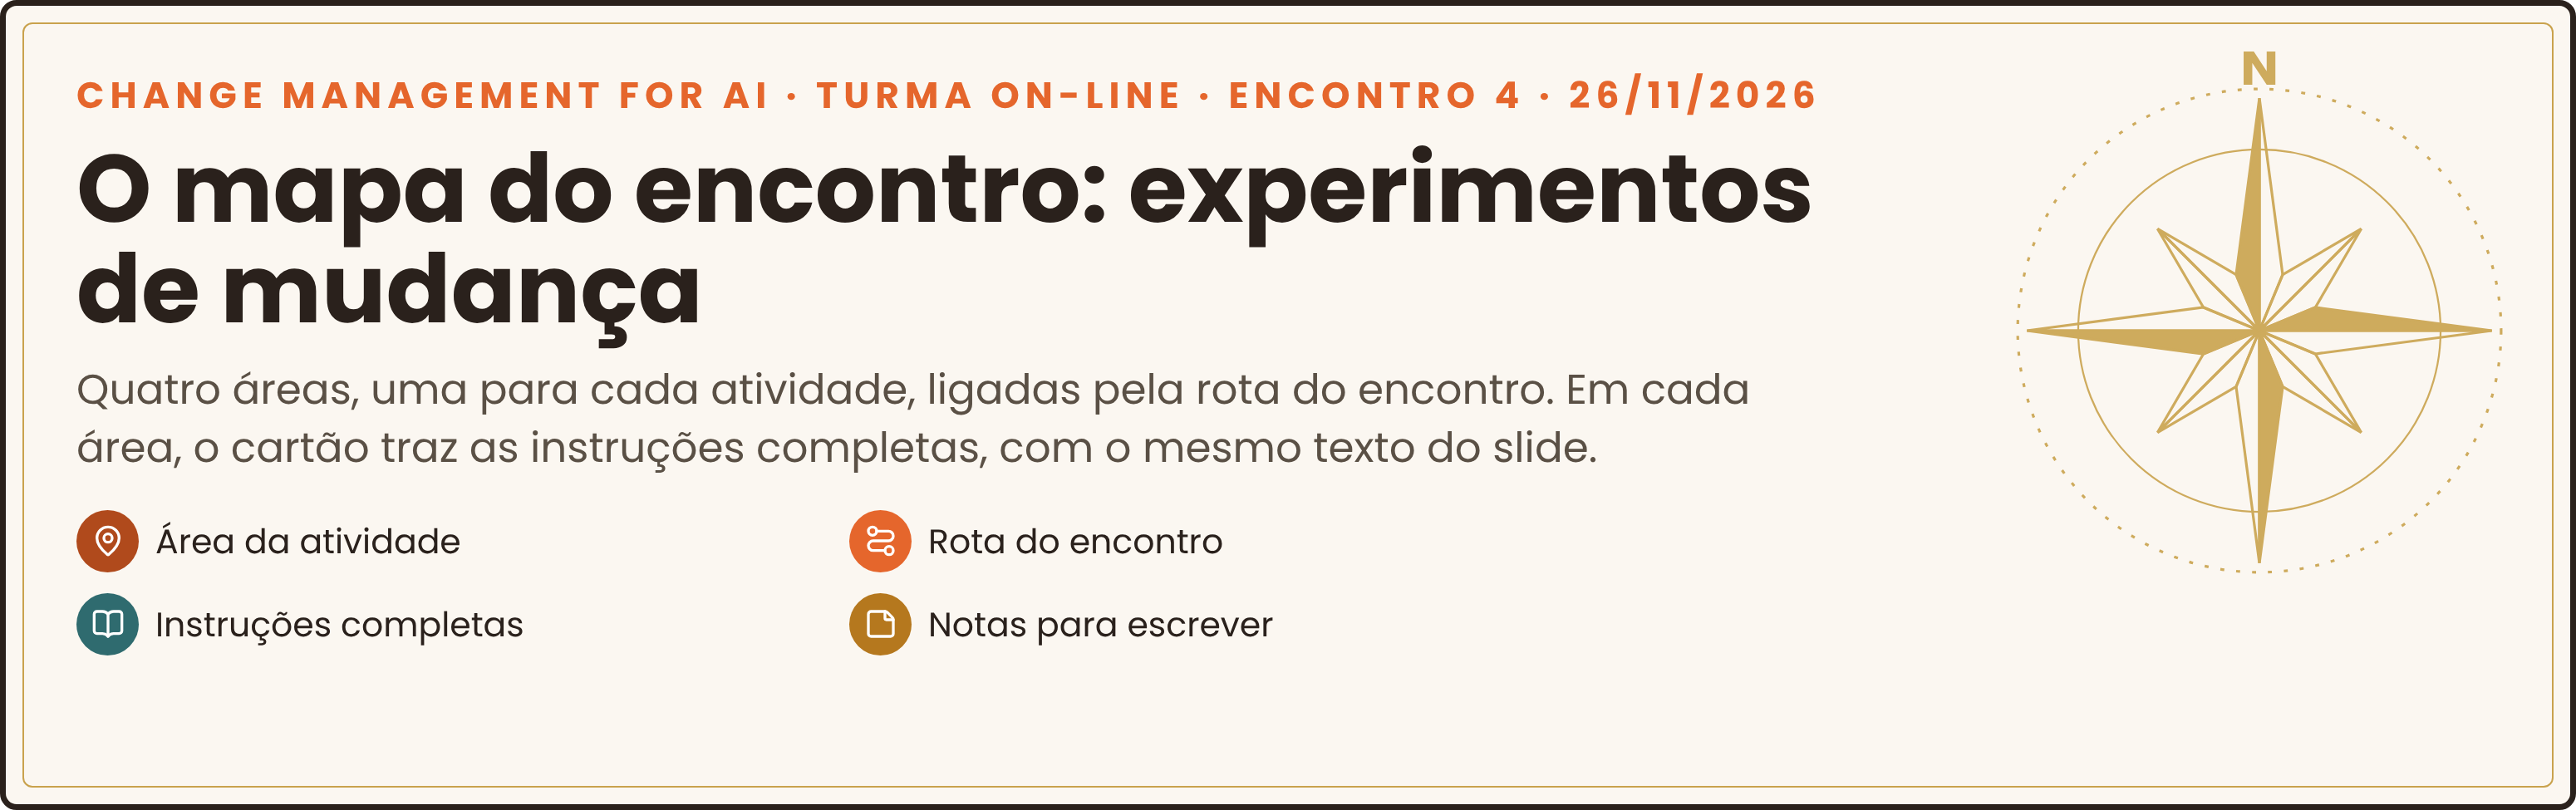 CHANGE MANAGEMENT FOR AI · TURMA ON-LINE · ENCONTRO 4 · 26/11/2026
N
O mapa do encontro: experimentos
de mudança
Quatro áreas, uma para cada atividade, ligadas pela rota do encontro. Em cada
área, o cartão traz as instruções completas, com o mesmo texto do slide.
Área da atividade
Rota do encontro
Instruções completas
Notas para escrever